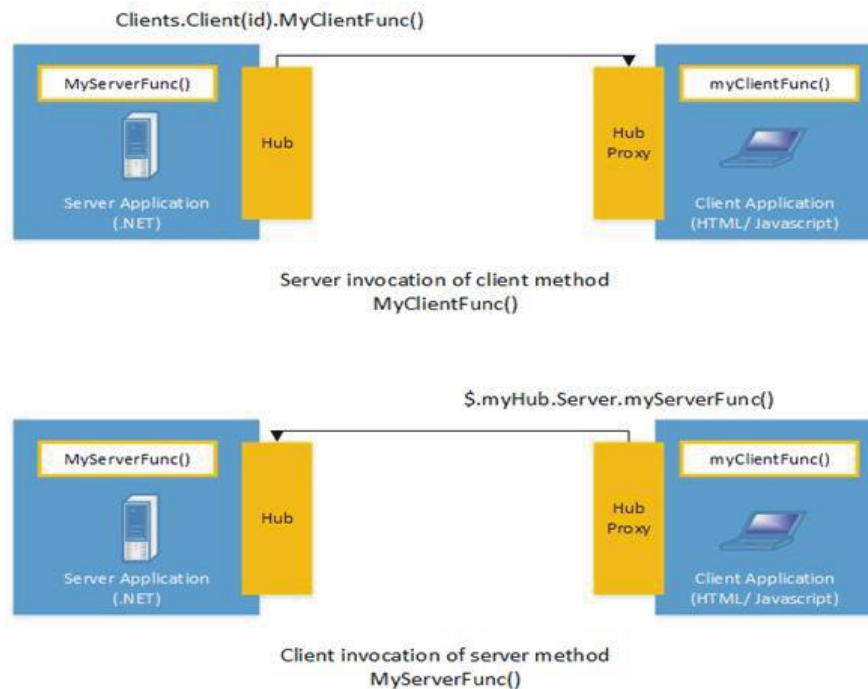 Clients.Client(id).MyClientFunc()
MyServerFunc()
Hub
Server Application
(.NET)
Hub
Proxy
myClientFunc()
Client Application
(HTML/ Javascript)
Server invocation of client method
MyClientFunc()
$.myHub.Server.myServerFunc()
MyServerFunc()
Hub
Server Application
(.NET)
Hub
Proxy
myClientFunc()
Client Application
(HTML/ Javascript)
Client invocation of server method
MyServerFunc()